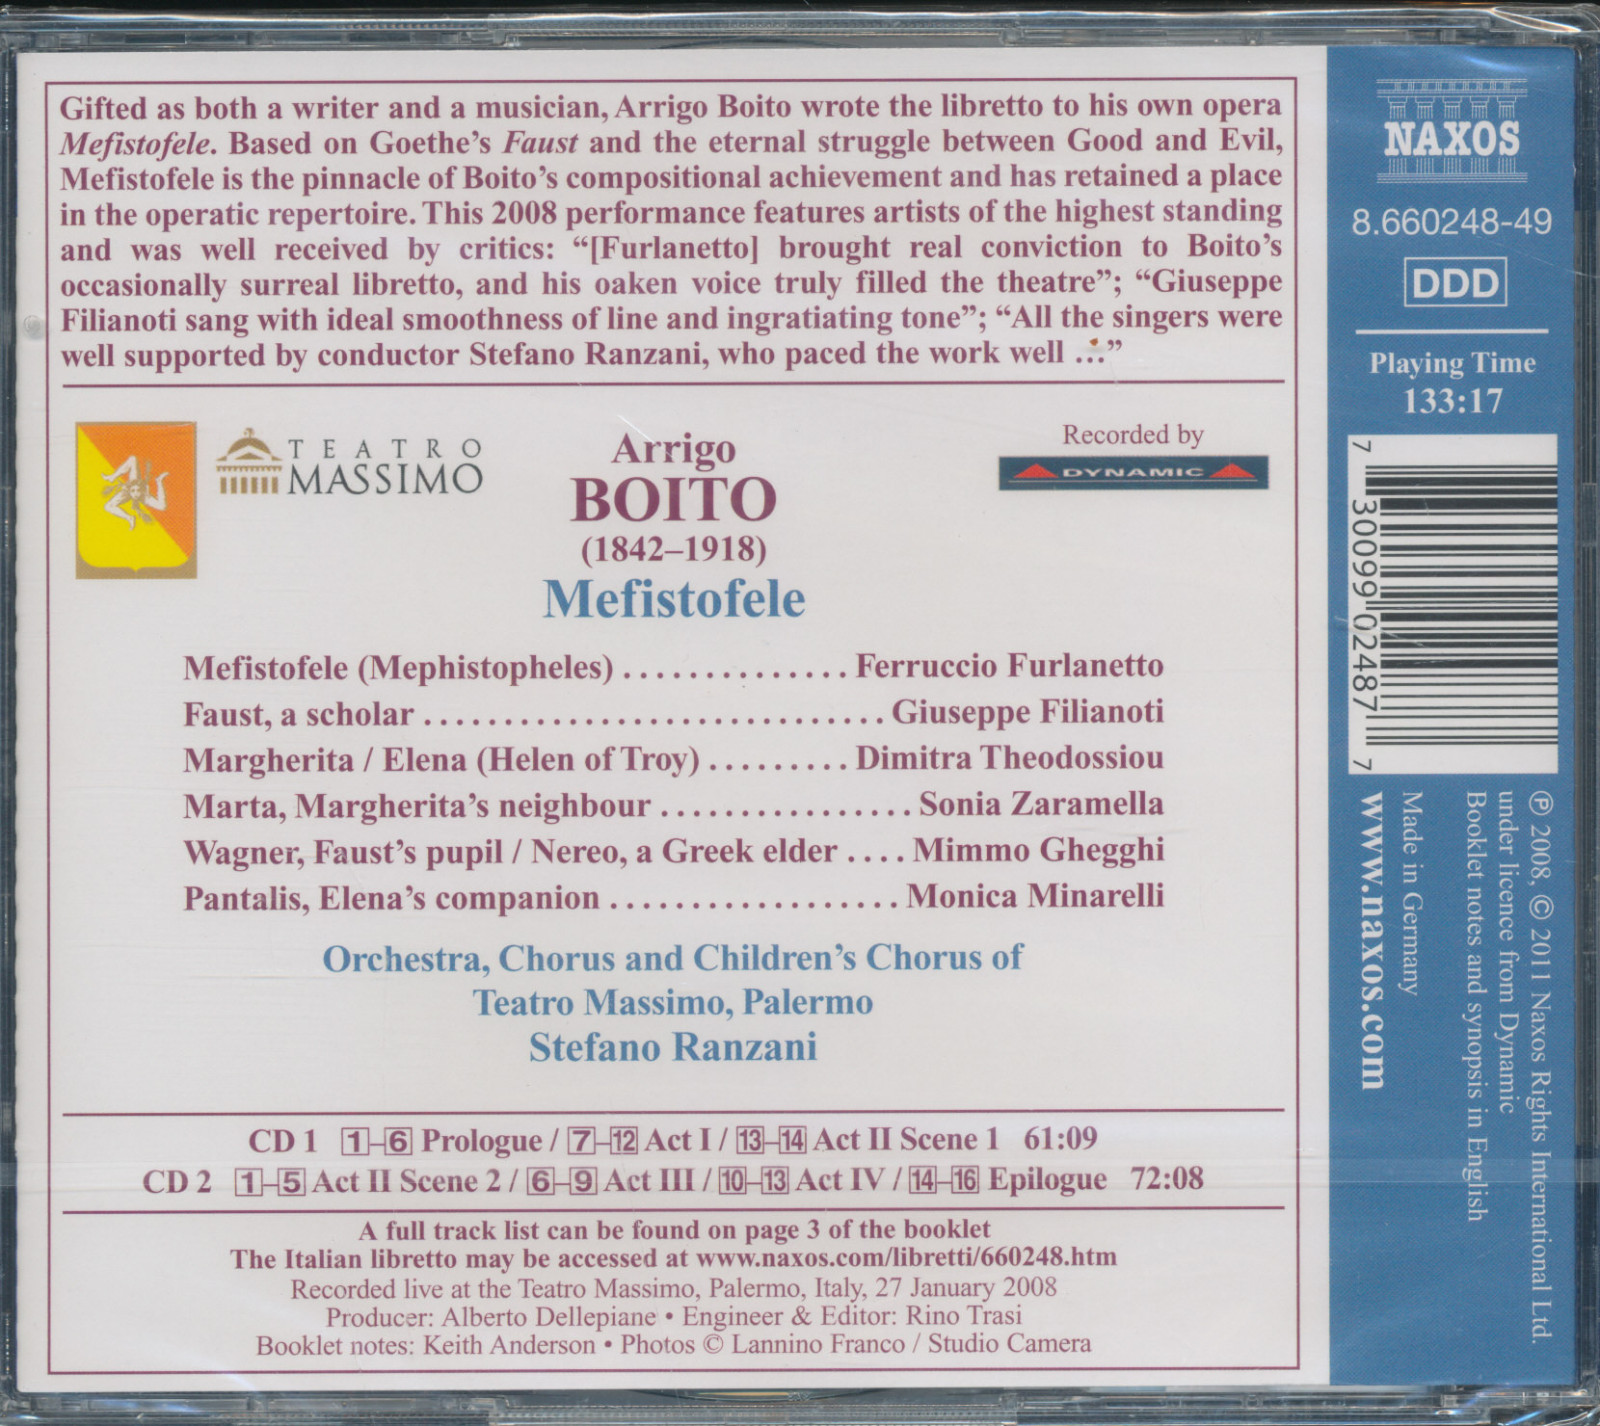 Gifted as both a writer and a musician, Arrigo Boito wrote the libretto to his own opera
Mefistofele. Based on Goethe's Faust and the eternal struggle between Good and Evil,
Mefistofele is the pinnacle of Boito's compositional achievement and has retained a place
in the operatic repertoire. This 2008 performance features artists of the highest standing
and was well received by critics: “[Furlanetto] brought real conviction to Boito's
occasionally surreal libretto, and his oaken voice truly filled the theatre”; “Giuseppe
Filianoti sang with ideal smoothness of line and ingratiating tone”; “All the singers were
well supported by conductor Stefano Ranzani, who paced the work well ...”
TEATRO
MASSIMO
Arrigo
BOITO
(1842–1918)
Mefistofele
Recorded by
DYNAMIC
Mefistofele (Mephistopheles) .............. Ferruccio Furlanetto
Faust, a scholar ............................. Giuseppe Filianoti
Margherita / Elena (Helen of Troy) ......... Dimitra Theodossiou
Marta, Margherita's neighbour ................ Sonia Zaramella
Wagner, Faust's pupil / Nereo, a Greek elder .... Mimmo Ghegghi
Pantalis, Elena's companion .................. Monica Minarelli
Orchestra, Chorus and Children's Chorus of
Teatro Massimo, Palermo
Stefano Ranzani
CD 1 1–6 Prologue / 7–12 Act I / 13–14 Act II Scene 1 61:09
CD 2 1–5 Act II Scene 2 / 6–9 Act III / 10–13 Act IV / 14–16 Epilogue 72:08
A full track list can be found on page 3 of the booklet
The Italian libretto may be accessed at www.naxos.com/libretti/660248.htm
Recorded live at the Teatro Massimo, Palermo, Italy, 27 January 2008
Producer: Alberto Dellepiane • Engineer & Editor: Rino Trasi
Booklet notes: Keith Anderson • Photos © Lannino Franco / Studio Camera
NAXOS
8.660248-49
DDD
Playing Time
133:17
7 30099 02487 7
℗ 2008, © 2011 Naxos Rights International Ltd.
under licence from Dynamic
Booklet notes and synopsis in English
Made in Germany
www.naxos.com